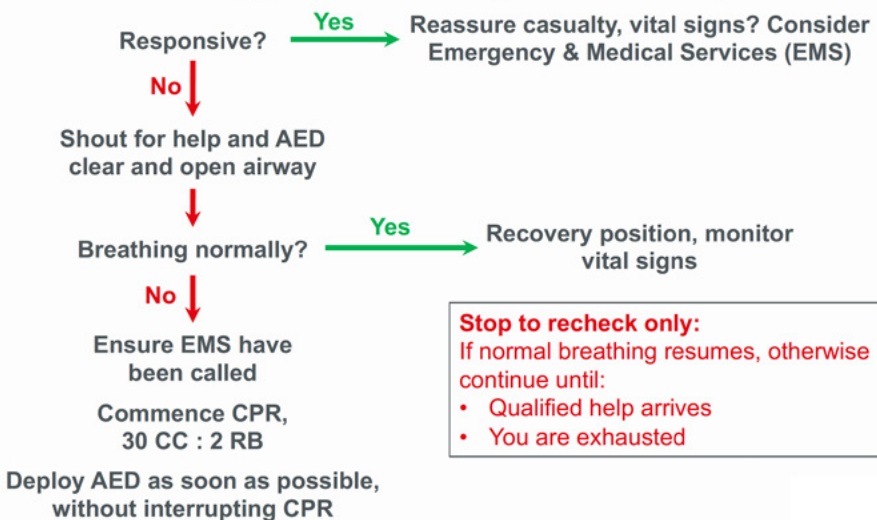 Responsive?
Yes
Reassure casualty, vital signs? Consider
Emergency & Medical Services (EMS)
No
Shout for help and AED
clear and open airway
Breathing normally?
Yes
Recovery position, monitor
vital signs
No
Ensure EMS have
been called
Commence CPR,
30 CC : 2 RB
Deploy AED as soon as possible,
without interrupting CPR
Stop to recheck only:
If normal breathing resumes, otherwise
continue until:
• Qualified help arrives
• You are exhausted